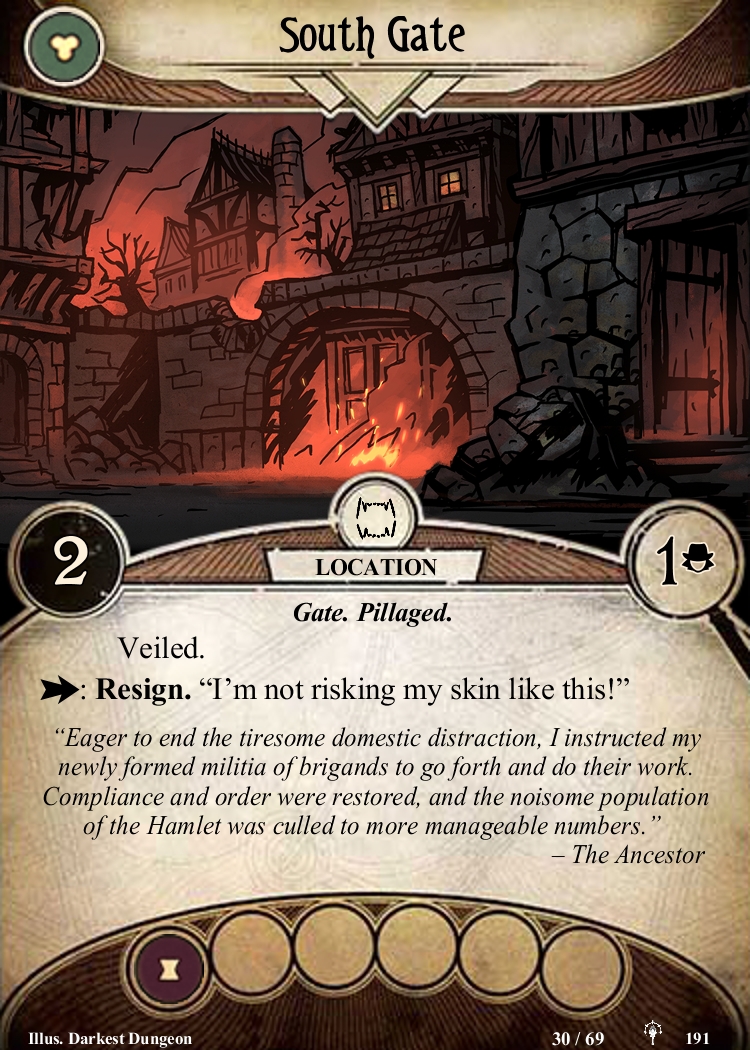 South Gate
2
1
LOCATION
Gate. Pillaged.
Veiled.
: Resign. “I’m not risking my skin like this!”
“Eager to end the tiresome domestic distraction, I instructed my
newly formed militia of brigands to go forth and do their work.
Compliance and order were restored, and the noisome population
of the Hamlet was culled to more manageable numbers.”
– The Ancestor
Illus. Darkest Dungeon
30 / 69
191